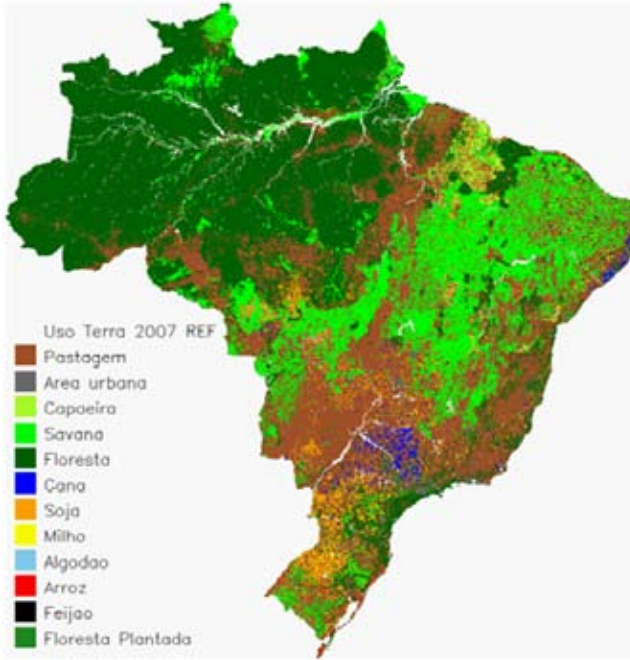 Uso Terra 2007 REF
Pastagem
Area urbana
Capoeira
Savana
Floresta
Cana
Soja
Milho
Algodao
Arroz
Feijao
Floresta Plantada